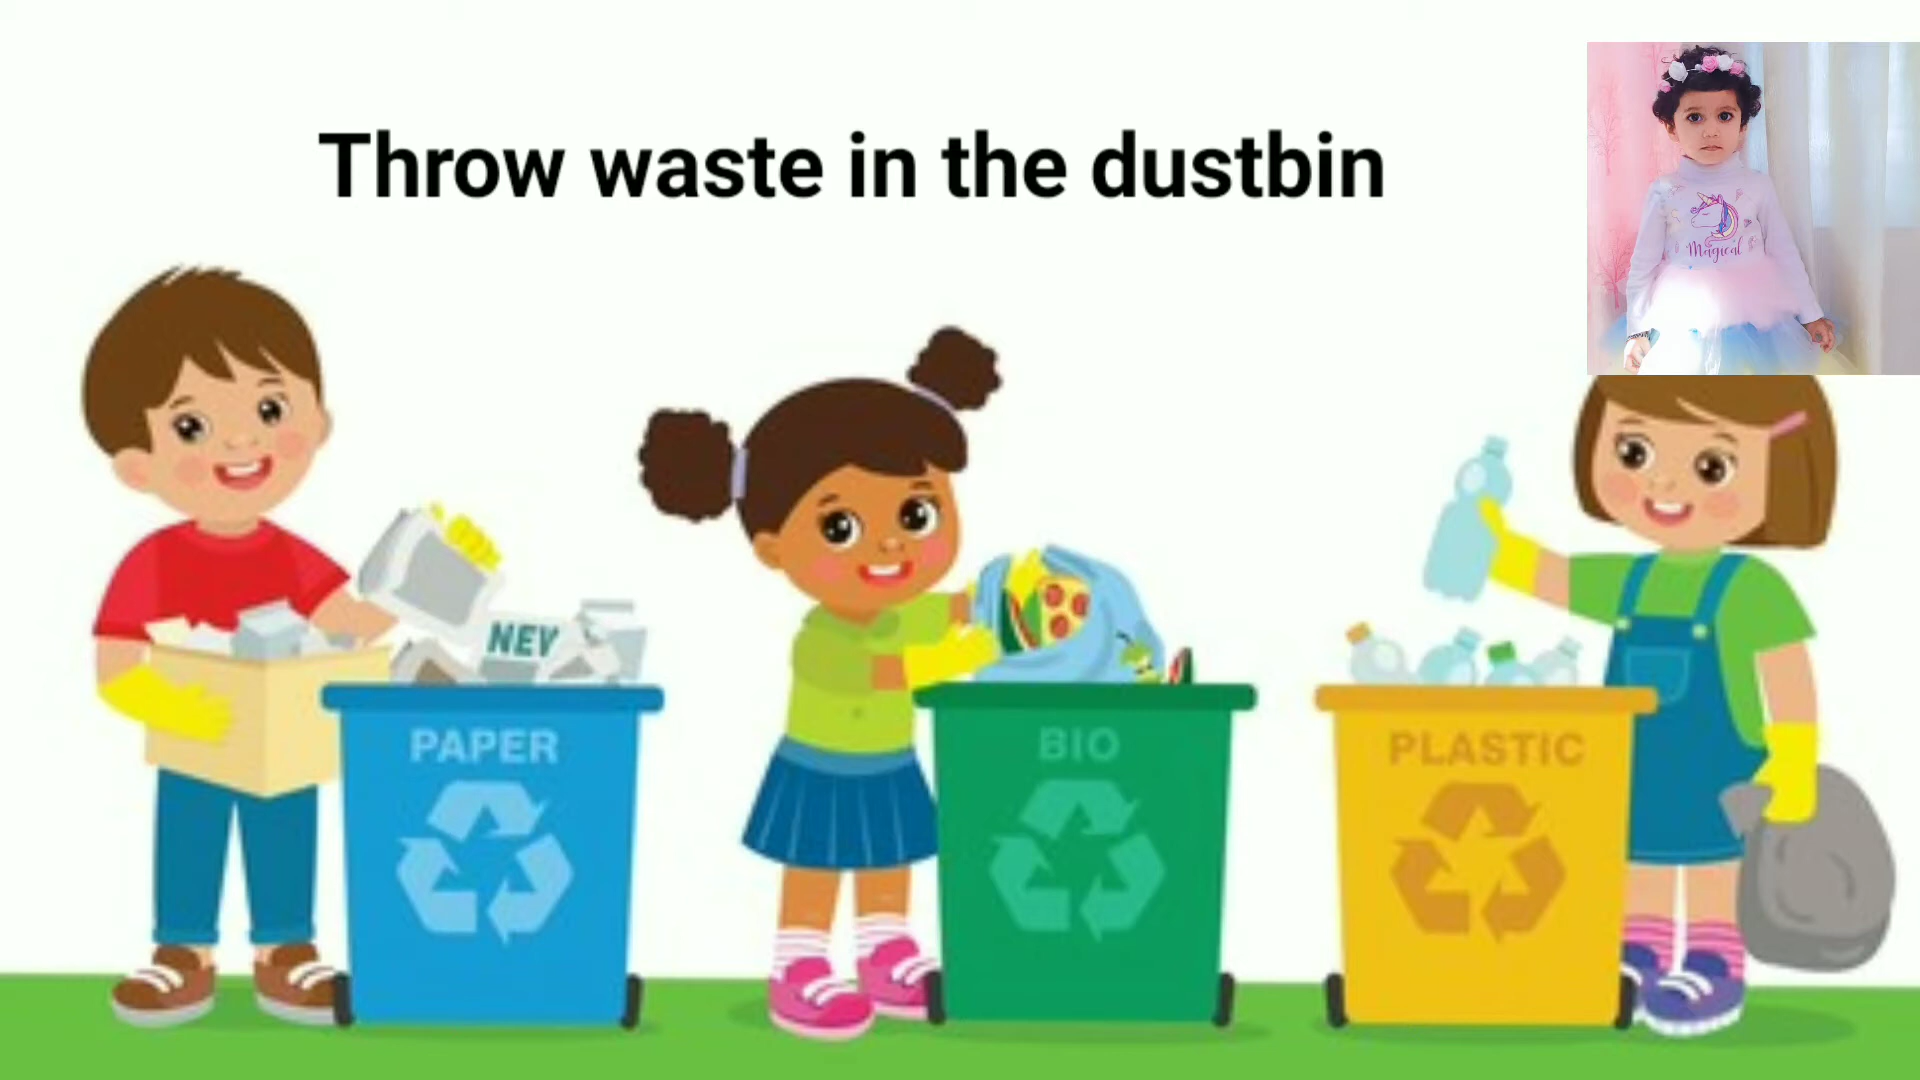 Throw waste in the dustbin
Magical
NEV
PAPER
BIO
PLASTIC